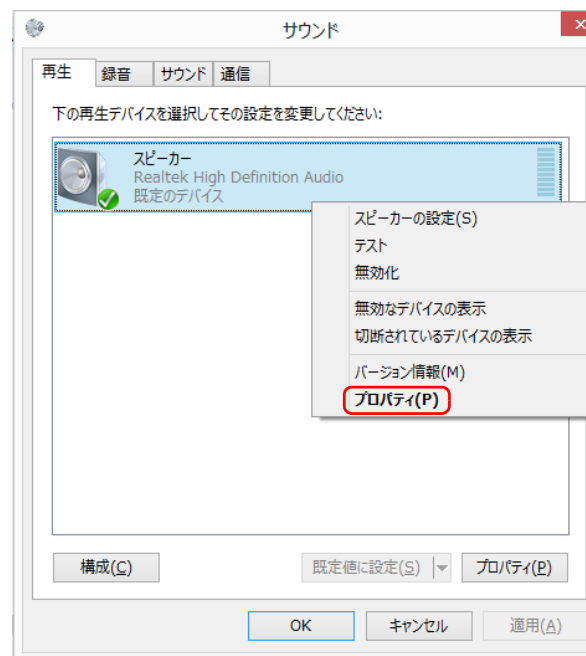 サウンド
再生 録音 サウンド 通信
下の再生デバイスを選択してその設定を変更してください:
スピーカー
Realtek High Definition Audio
既定のデバイス
スピーカーの設定(S)
テスト
無効化
無効なデバイスの表示
切断されているデバイスの表示
バージョン情報(M)
プロパティ(P)
構成(C) 既定値に設定(S) プロパティ(P)
OK キャンセル 適用(A)